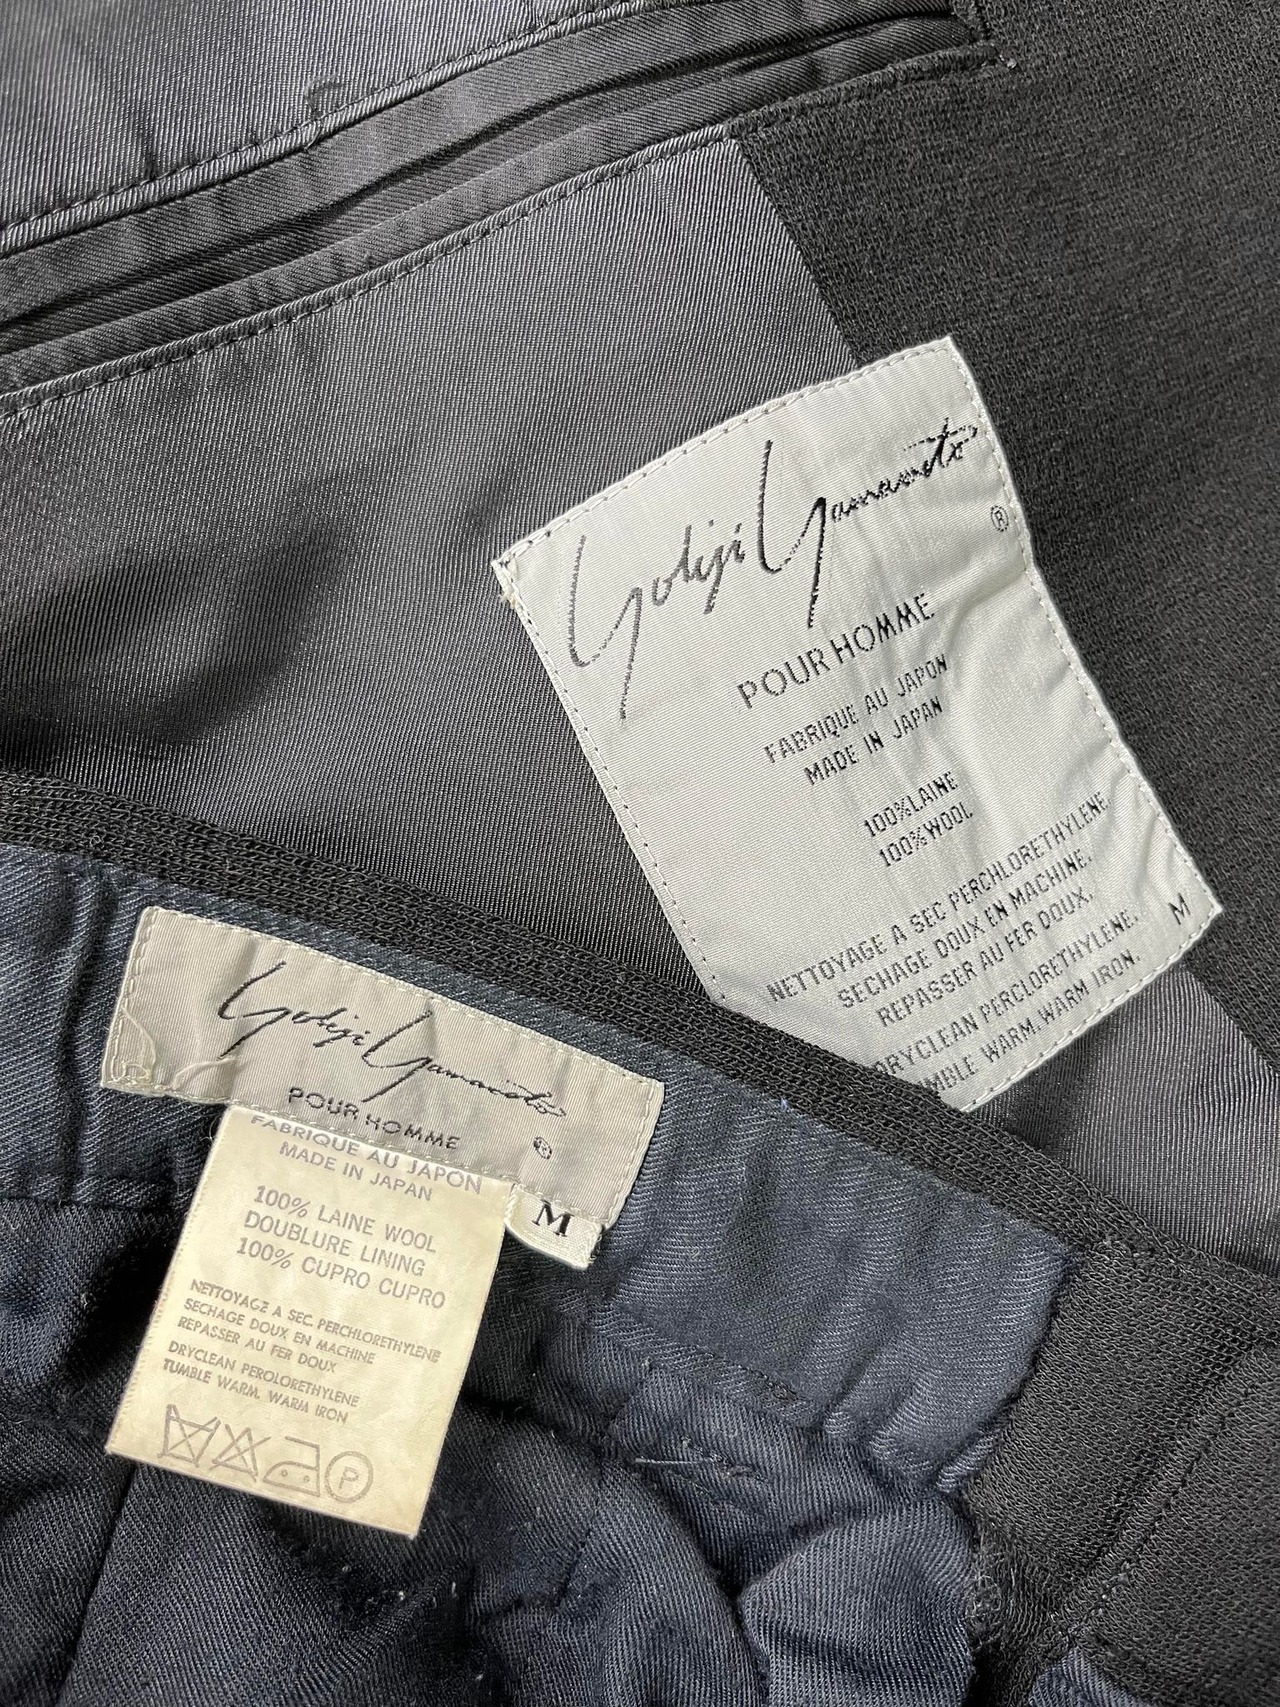 Yohji Yamamoto
®
POUR HOMME
FABRIQUE AU JAPON
MADE IN JAPAN
100%LAINE
100%WOOL
NETTOYAGE A SEC PERCHLORETHYLENE.
SECHAGE DOUX EN MACHINE.
REPASSER AU FER DOUX.
M
DRYCLEAN PERCLORETHYLENE.
MBLE WARM. WARM IRON.
Yohji Yamamoto
POUR HOMME
®
FABRIQUE AU JAPON
MADE IN JAPAN
M
100% LAINE WOOL
DOUBLURE LINING
100% CUPRO CUPRO
NETTOYAGE A SEC. PERCHLORETHYLENE
SECHAGE DOUX EN MACHINE
REPASSER AU FER DOUX
DRYCLEAN PEROLORETHYLENE
TUMBLE WARM. WARM IRON
P